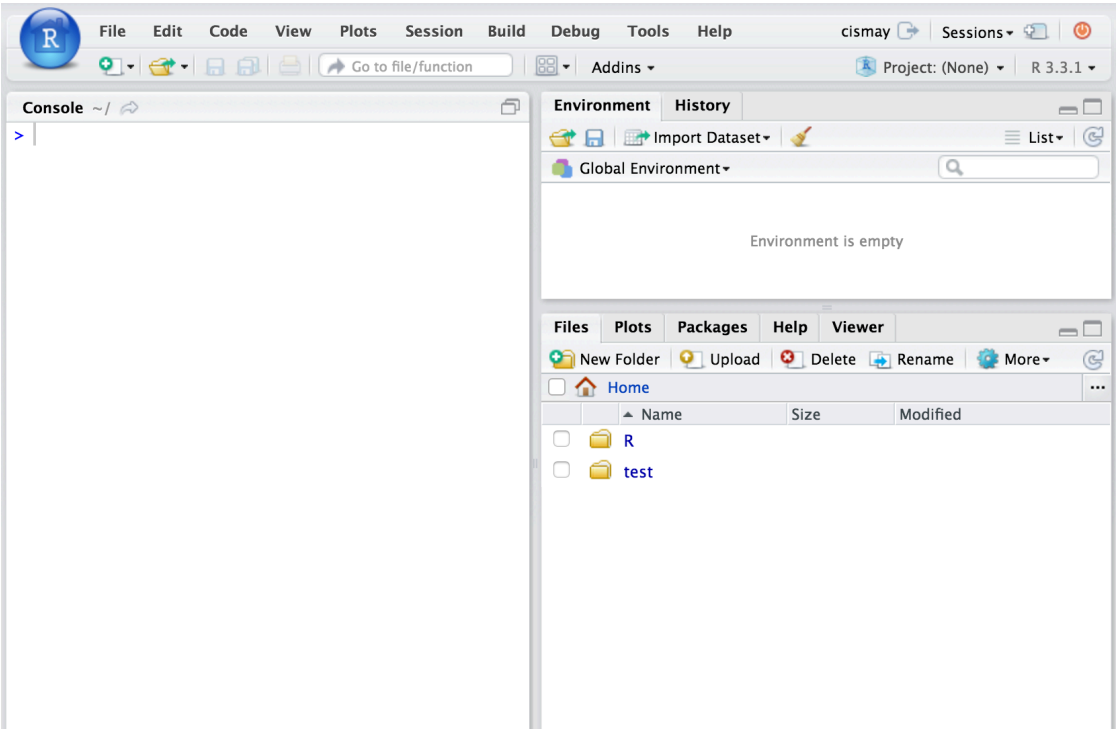 R File Edit Code View Plots Session Build Debug Tools Help cismay Sessions
Go to file/function Addins Project: (None) R 3.3.1
Console ~/
>
Environment History
Import Dataset List
Global Environment
Environment is empty
Files Plots Packages Help Viewer
New Folder Upload Delete Rename More
Home ...
Name Size Modified
R
test